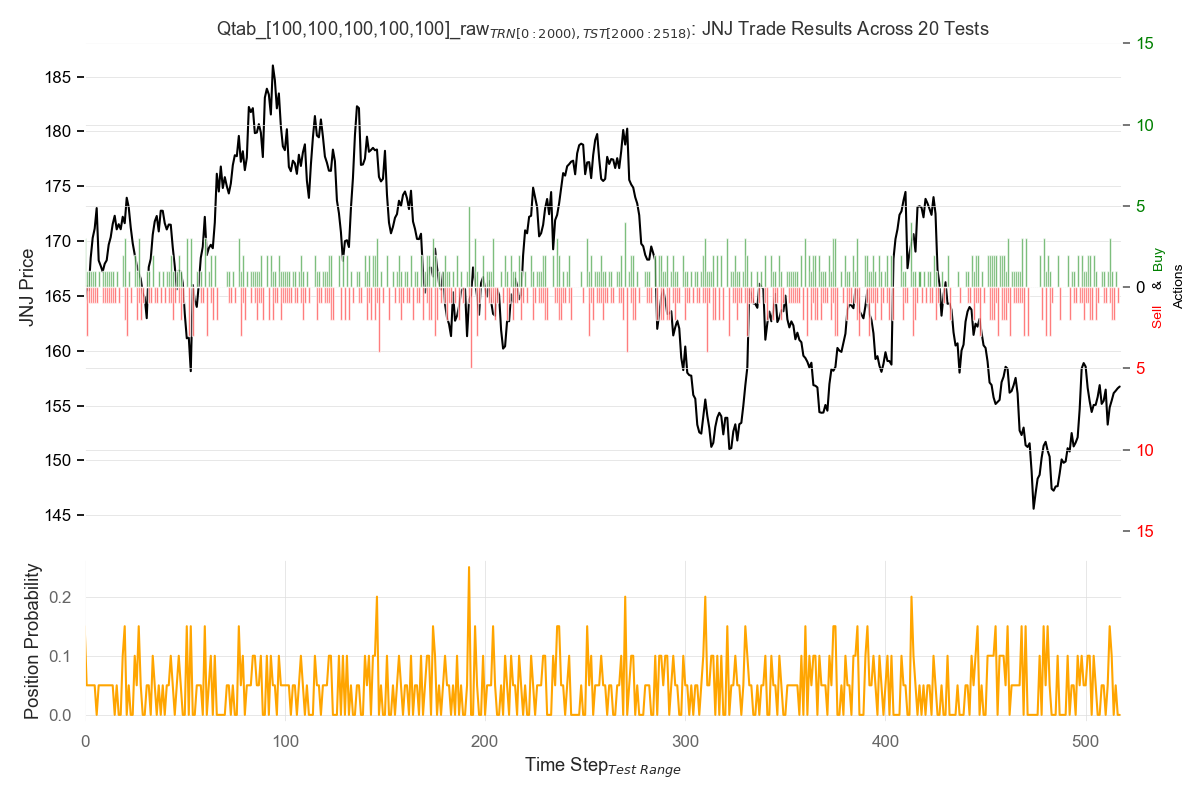 Qtab_[100,100,100,100,100]_raw_TRN[0:2000),TST[2000:2518): JNJ Trade Results Across 20 Tests
JNJ Price
185
180
175
170
165
160
155
150
145
15
10
5
0
5
10
15
Sell & Buy
Actions
Position Probability
0.2
0.1
0.0
0 100 200 300 400 500
Time Step Test Range